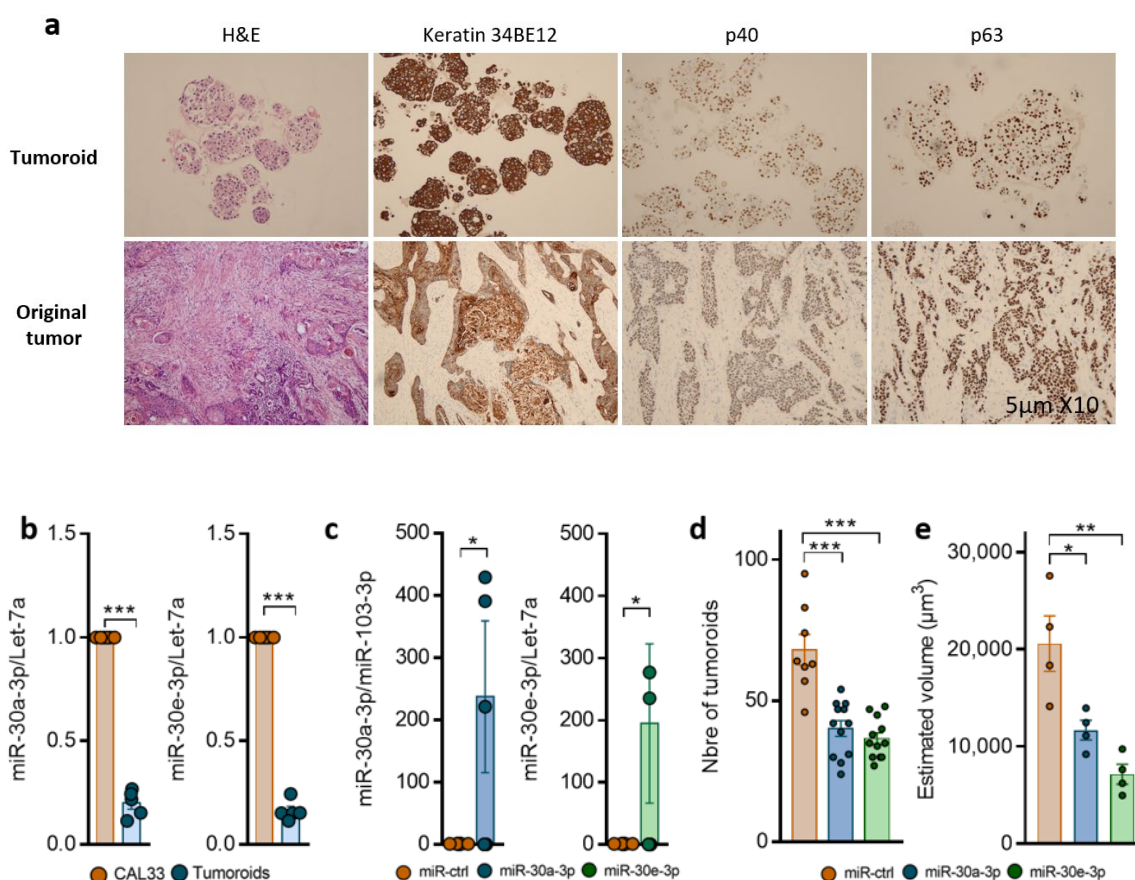 a
H&E
Keratin 34BE12
p40
p63
Tumoroid
Original
tumor
5µm X10
b
miR-30a-3p/Let-7a
1.5
1.0
0.5
0.0
***
miR-30e-3p/Let-7a
1.5
1.0
0.5
0.0
***
CAL33
Tumoroids
c
miR-30a-3p/miR-103-3p
500
400
300
200
100
0
*
miR-30e-3p/Let-7a
500
400
300
200
100
0
*
miR-ctrl
miR-30a-3p
miR-30e-3p
d
Nbre of tumoroids
100
50
0
***
***
e
Estimated volume (µm³)
30,000
20,000
10,000
0
**
*
miR-ctrl
miR-30a-3p
miR-30e-3p